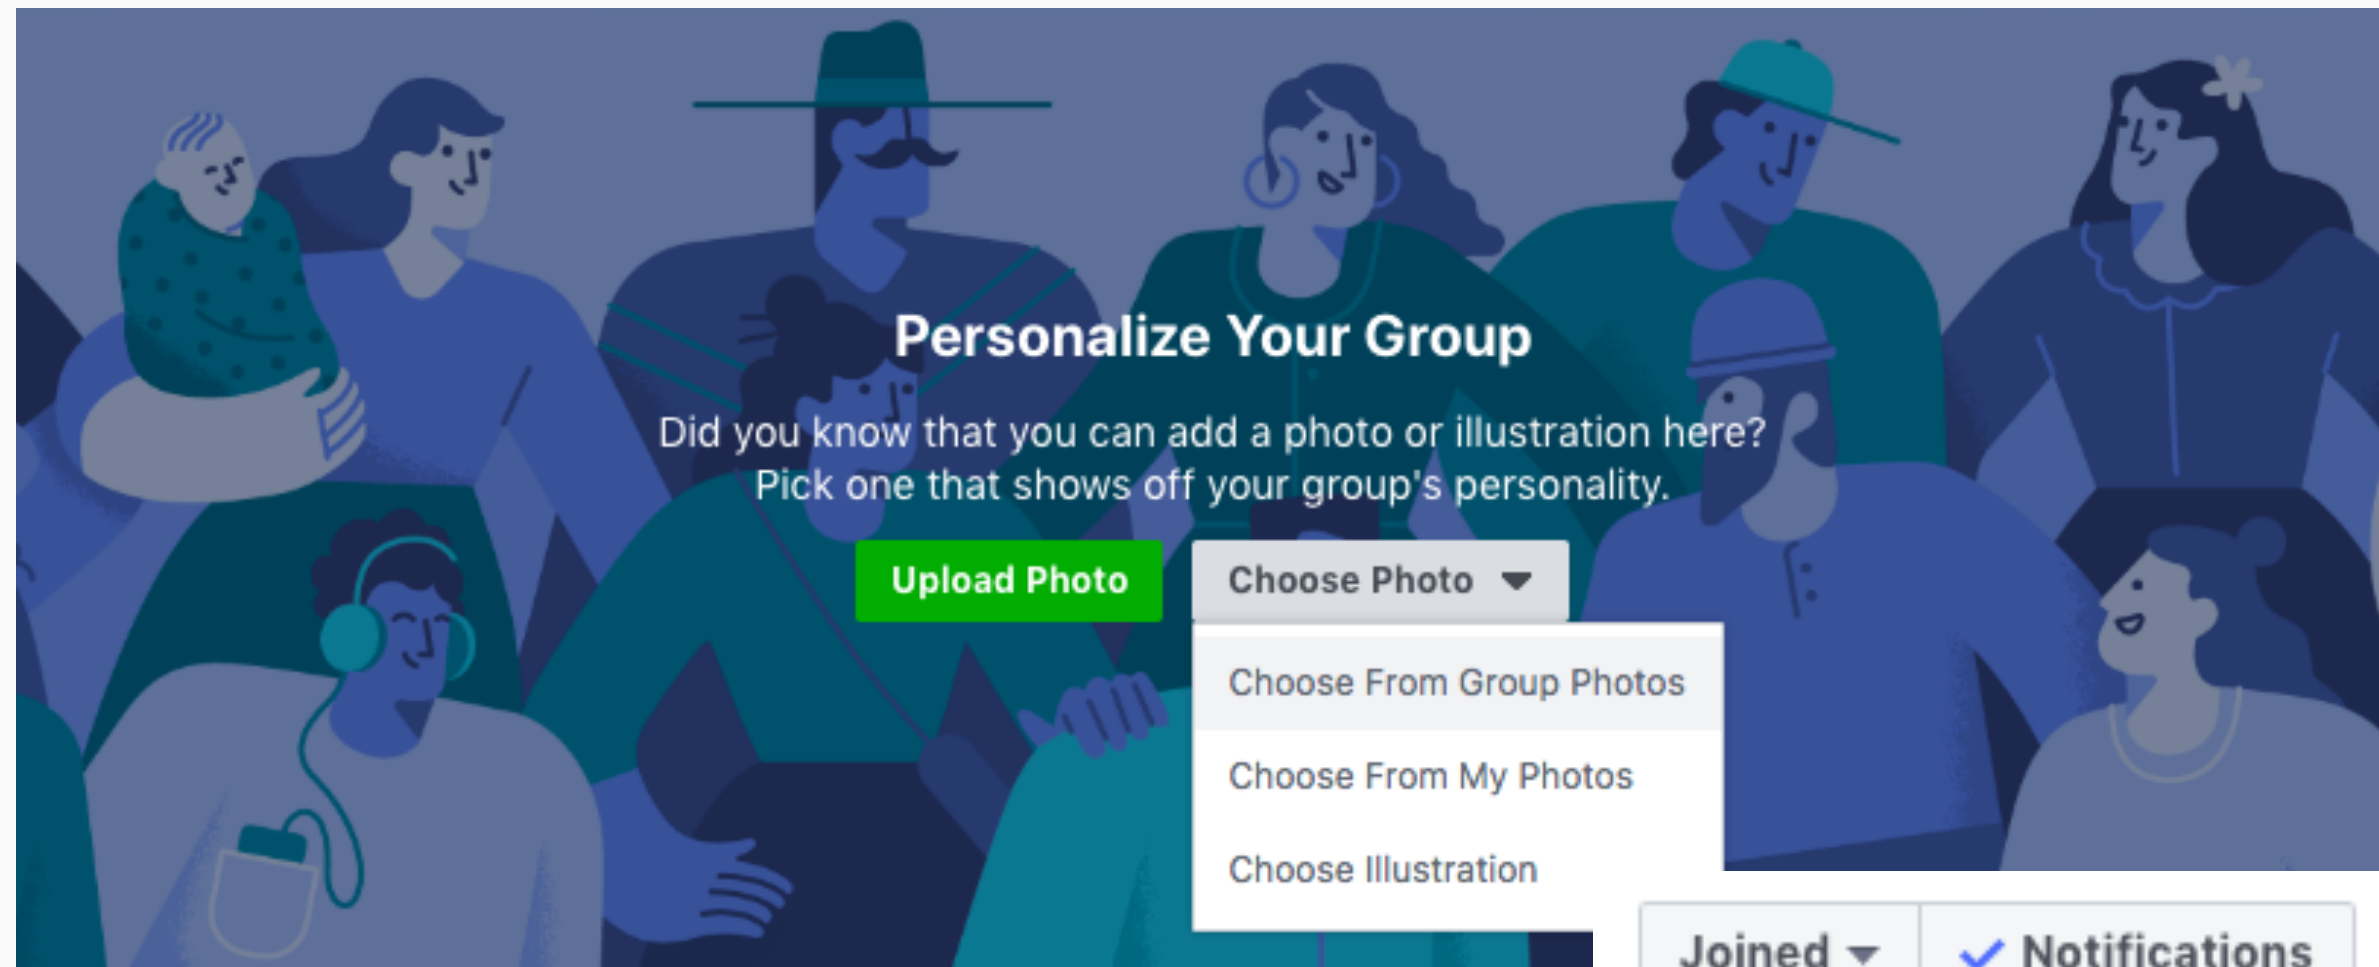 Personalize Your Group
Did you know that you can add a photo or illustration here?
Pick one that shows off your group's personality.
Upload Photo
Choose Photo
Choose From Group Photos
Choose From My Photos
Choose Illustration
Joined
Notifications